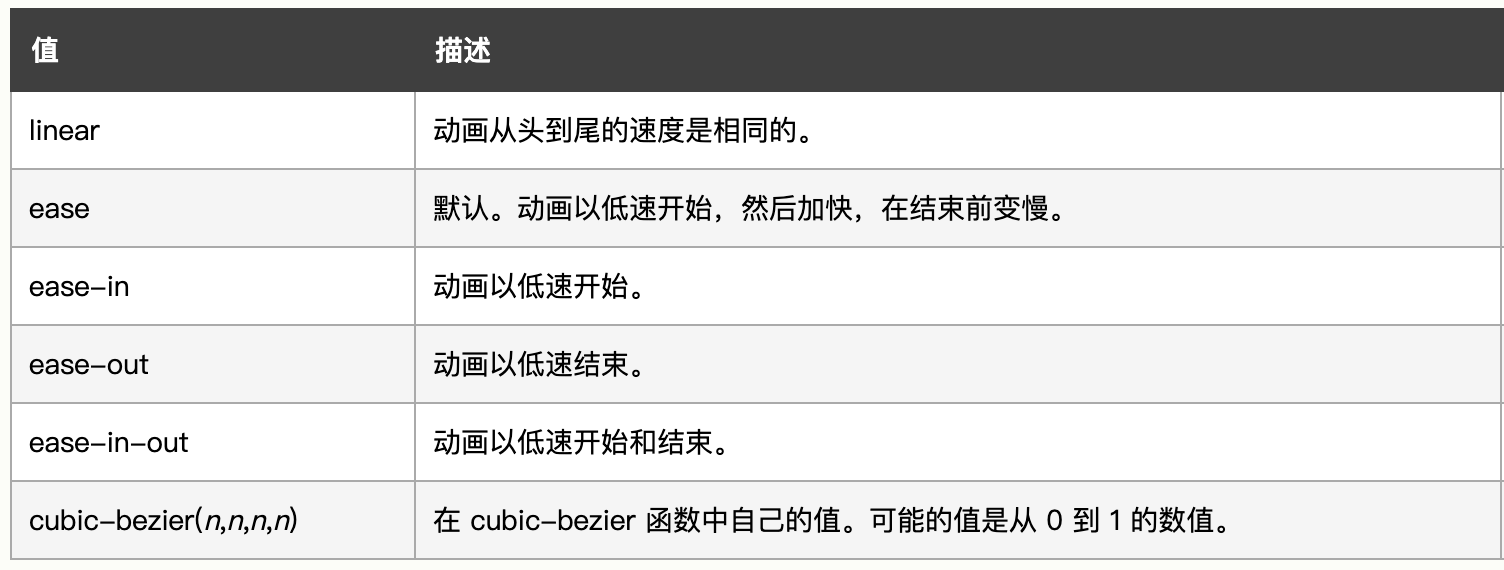 值 描述
linear 动画从头到尾的速度是相同的。
ease 默认。动画以低速开始，然后加快，在结束前变慢。
ease-in 动画以低速开始。
ease-out 动画以低速结束。
ease-in-out 动画以低速开始和结束。
cubic-bezier(n,n,n,n) 在 cubic-bezier 函数中自己的值。可能的值是从 0 到 1 的数值。